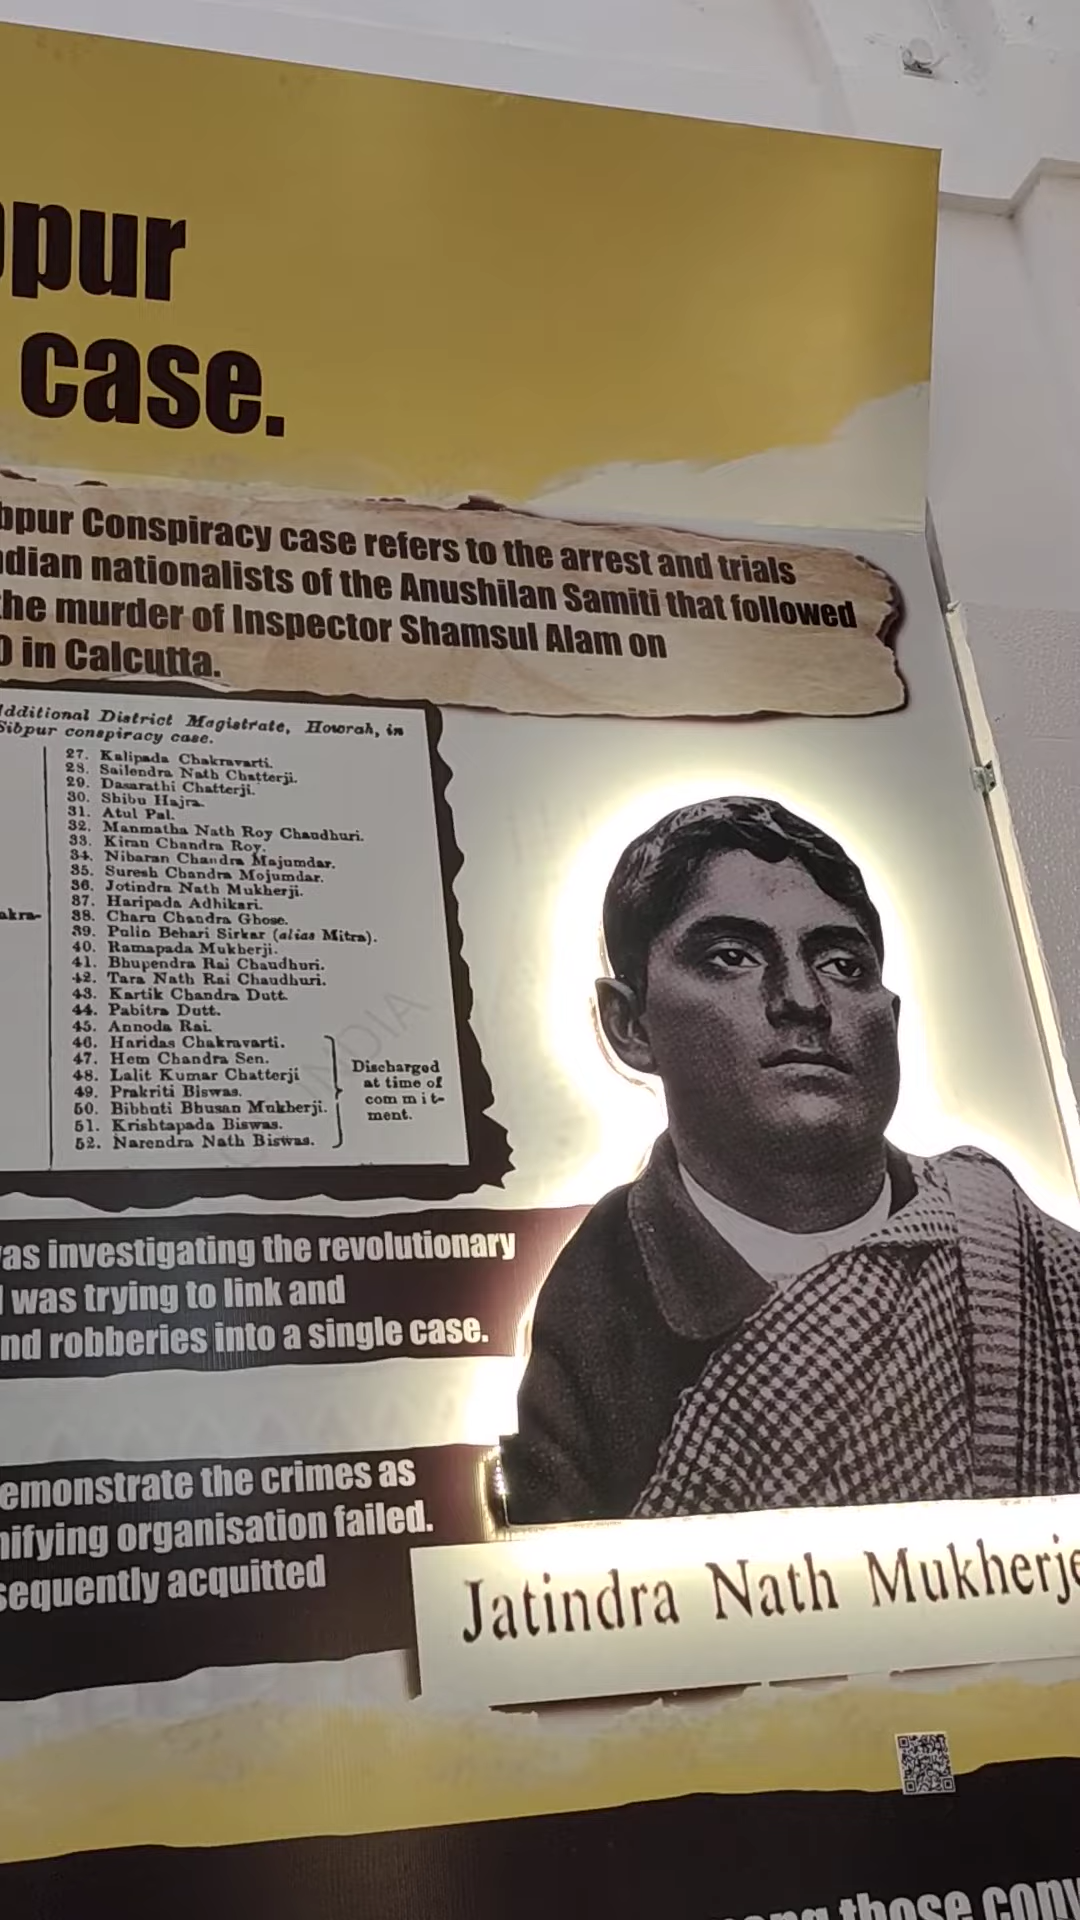 pur
case.
bpur Conspiracy case refers to the arrest and trials
dian nationalists of the Anushilan Samiti that followed
the murder of Inspector Shamsul Alam on
0 in Calcutta.
dditional District Magistrate, Howrah, in
Sibpur conspiracy case.
27. Kalipada Chakravarti.
28. Sailendra Nath Chatterji.
29. Dasarathi Chatterji.
30. Shibu Hajra.
31. Atul Pal.
32. Manmatha Nath Roy Chaudhuri.
33. Kiran Chandra Roy.
34. Nibaran Chandra Majumdar.
35. Suresh Chandra Mojumdar.
36. Jotindra Nath Mukherji.
37. Haripada Adhikari.
akra-
38. Charu Chandra Ghose.
39. Pulin Behari Sirkar (alias Mitra).
40. Ramapada Mukherji.
41. Bhupendra Rai Chaudhuri.
42. Tara Nath Rai Chaudhuri.
43. Kartik Chandra Dutt.
44. Pabitra Dutt.
45. Annoda Rai.
46. Haridas Chakravarti.
47. Hem Chandra Sen.
48. Lalit Kumar Chatterji
49. Prakriti Biswas.
50. Bibhuti Bhusan Mukherji.
51. Krishtapada Biswas.
52. Narendra Nath Biswas.
Discharged
at time of
commit-
ment.
INDIA
as investigating the revolutionary
was trying to link and
nd robberies into a single case.
emonstrate the crimes as
nifying organisation failed.
sequently acquitted
Jatindra Nath Mukherje
those conv